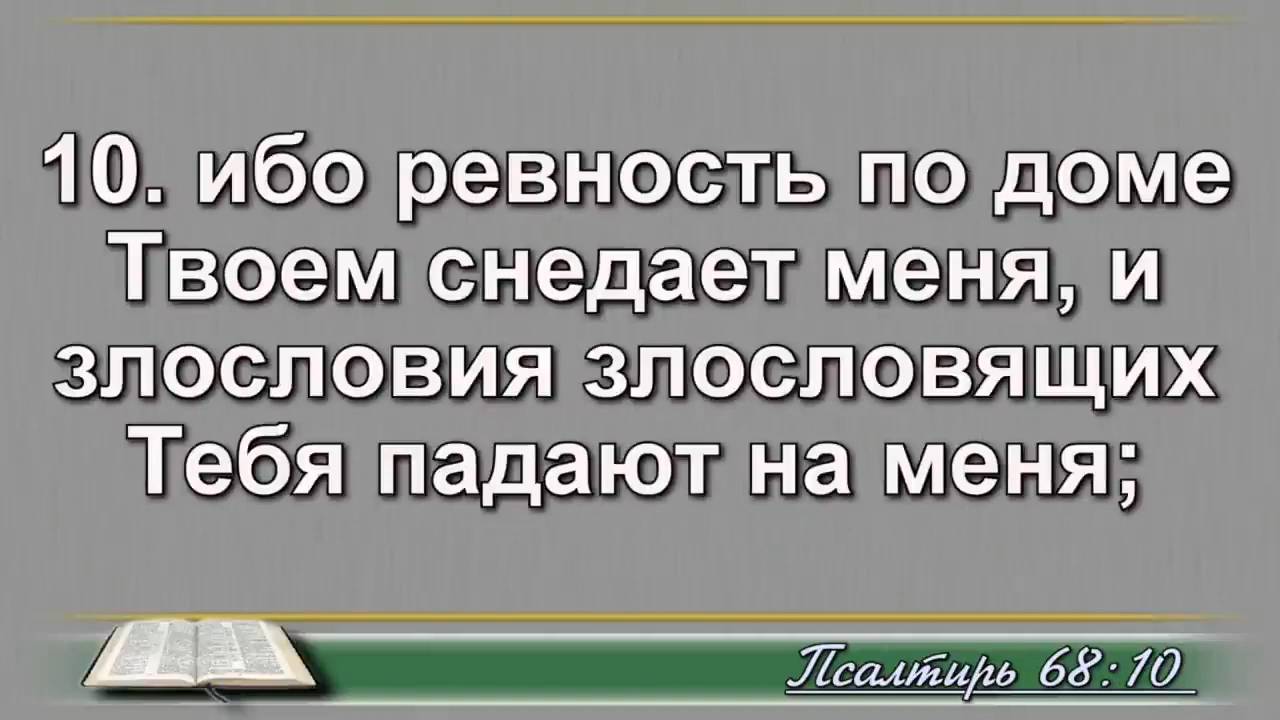 10. ибо ревность по доме
Твоем снедает меня, и
злословия злословящих
Тебя падают на меня;
Псалтирь 68:10